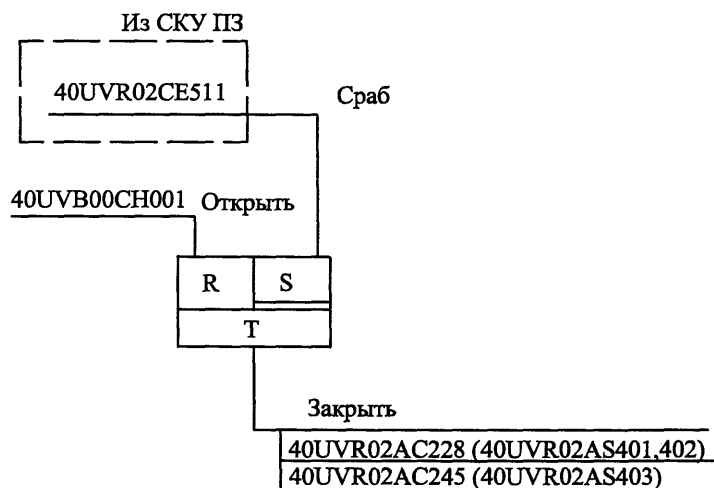 Из СКУ ПЗ
40UVR02CE511
Сраб
40UVB00CH001 Открыть
R S
T
Закрыть
40UVR02AC228 (40UVR02AS401,402)
40UVR02AC245 (40UVR02AS403)